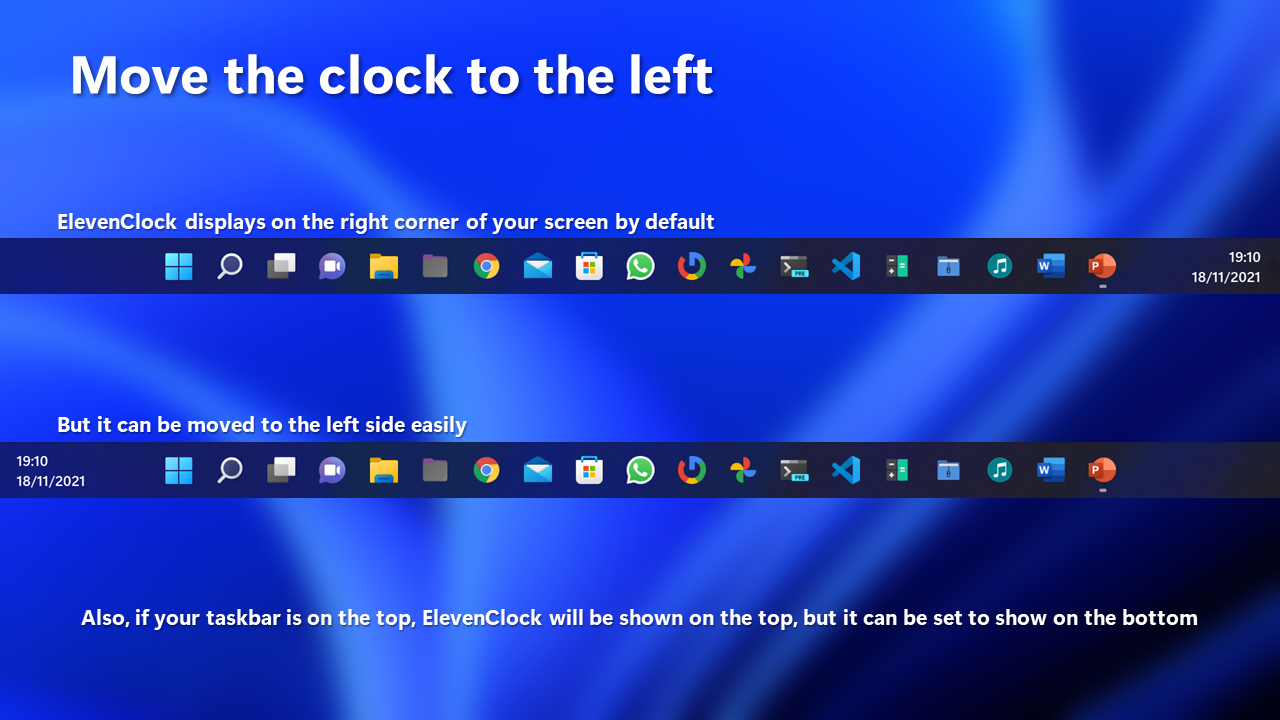 Move the clock to the left
ElevenClock displays on the right corner of your screen by default
19:10
18/11/2021
PRE
W
P
But it can be moved to the left side easily
19:10
18/11/2021
PRE
W
P
Also, if your taskbar is on the top, ElevenClock will be shown on the top, but it can be set to show on the bottom